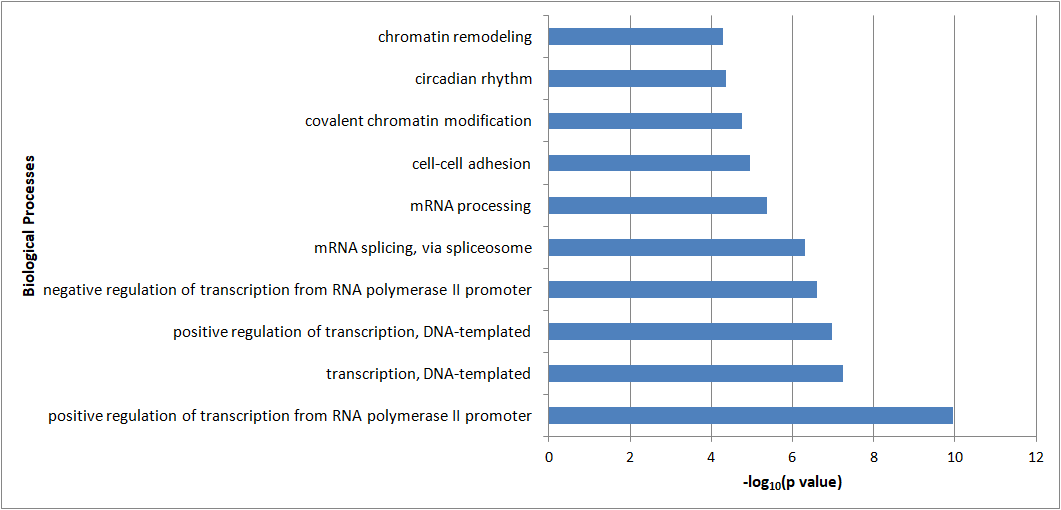 Biological Processes
chromatin remodeling
circadian rhythm
covalent chromatin modification
cell-cell adhesion
mRNA processing
mRNA splicing, via spliceosome
negative regulation of transcription from RNA polymerase II promoter
positive regulation of transcription, DNA-templated
transcription, DNA-templated
positive regulation of transcription from RNA polymerase II promoter
0 2 4 6 8 10 12
-log₁₀(p value)